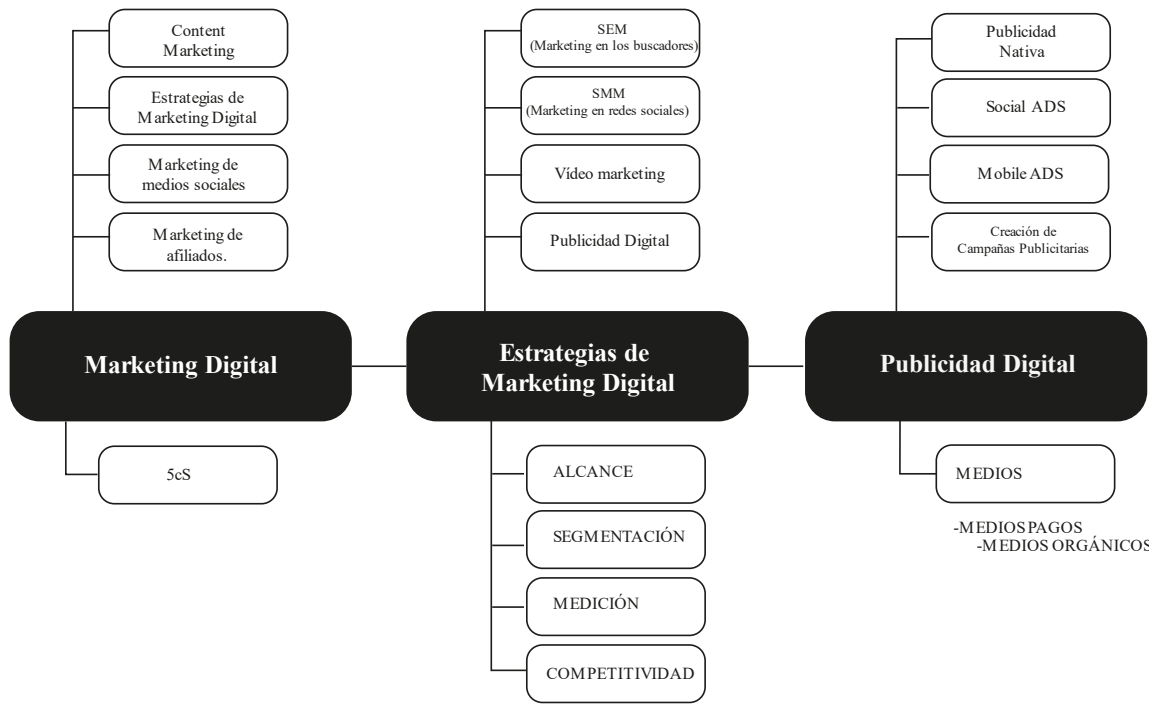 Content
Marketing
Estrategias de
Marketing Digital
Marketing de
medios sociales
Marketing de
afiliados.
Marketing Digital
5cS
SEM
(Marketing en los buscadores)
SMM
(Marketing en redes sociales)
Vídeo marketing
Publicidad Digital
Estrategias de
Marketing Digital
ALCANCE
SEGMENTACIÓN
MEDICIÓN
COMPETITIVIDAD
Publicidad
Nativa
Social ADS
Mobile ADS
Creación de
Campañas Publicitarias
Publicidad Digital
MEDIOS
-MEDIOS PAGOS
-MEDIOS ORGÁNICOS